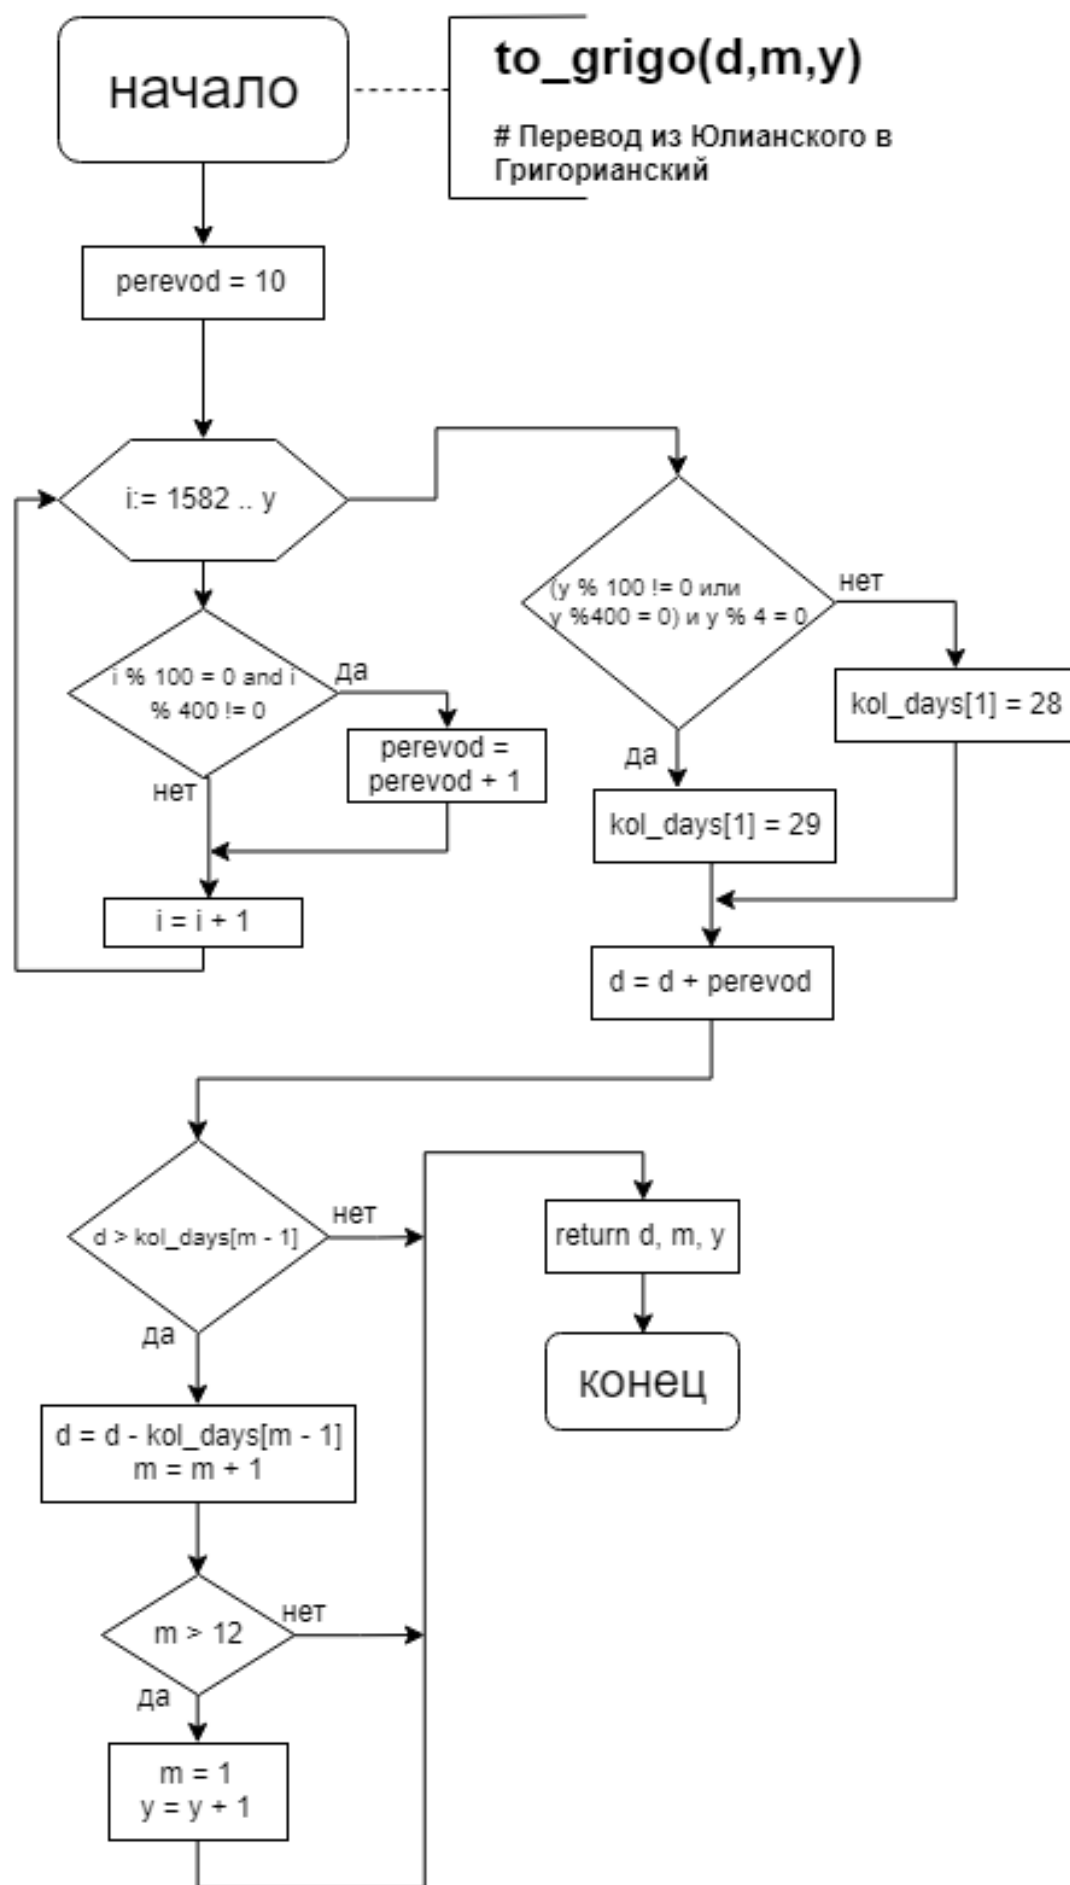 начало
to_grigo(d,m,y)
# Перевод из Юлианского в
Григорианский
perevod = 10
i:= 1582 .. y
i % 100 = 0 and i
% 400 != 0
да
нет
perevod =
perevod + 1
i = i + 1
(y % 100 != 0 или
y %400 = 0) и y % 4 = 0
нет
да
kol_days[1] = 28
kol_days[1] = 29
d = d + perevod
d > kol_days[m - 1]
нет
да
return d, m, y
конец
d = d - kol_days[m - 1]
m = m + 1
m > 12
нет
да
m = 1
y = y + 1